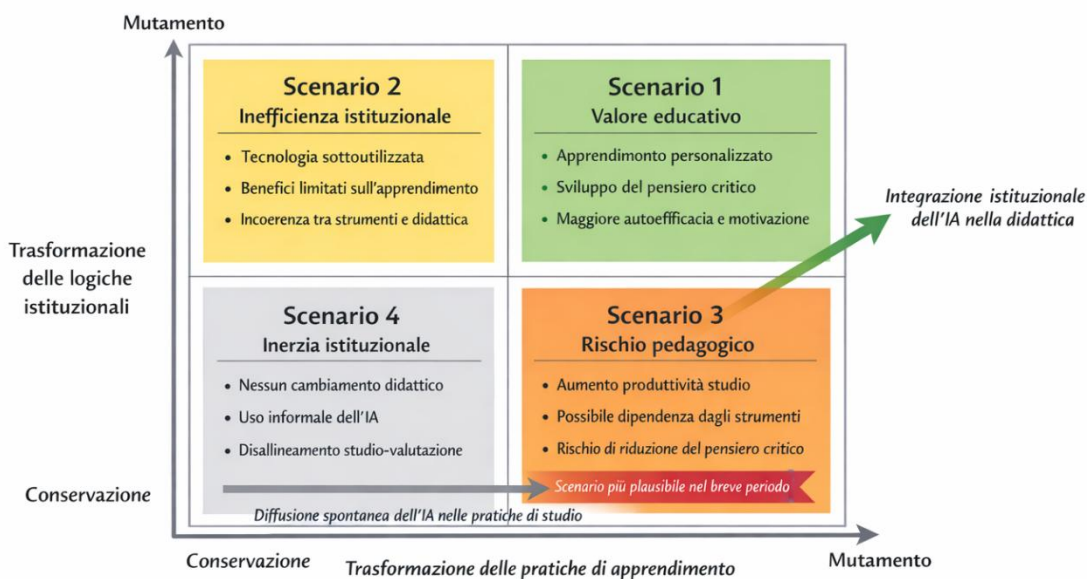 Mutamento
Scenario 2
Inefficienza istituzionale
• Tecnologia sottoutilizzata
• Benefici limitati sull'apprendimento
• Incoerenza tra strumenti e didattica
Scenario 1
Valore educativo
• Apprendimonto personalizzato
• Sviluppo del pensiero critico
• Maggiore autoeffficacia e motivazione
Integrazione istituzionale
dell'IA nella didattica
Trasformazione
delle logiche
istituzionali
Scenario 4
Inerzia istituzionale
• Nessun cambiamento didattico
• Uso informale dell'IA
• Disallineamento studio-valutazione
Scenario 3
Rischio pedagogico
• Aumento produttività studio
• Possibile dipendenza dagli strumenti
• Rischio di riduzione del pensiero critico
Scenario più plausibile nel breve periodo
Conservazione
Diffusione spontanea dell'IA nelle pratiche di studio
Conservazione
Trasformazione delle pratiche di apprendimento
Mutamento